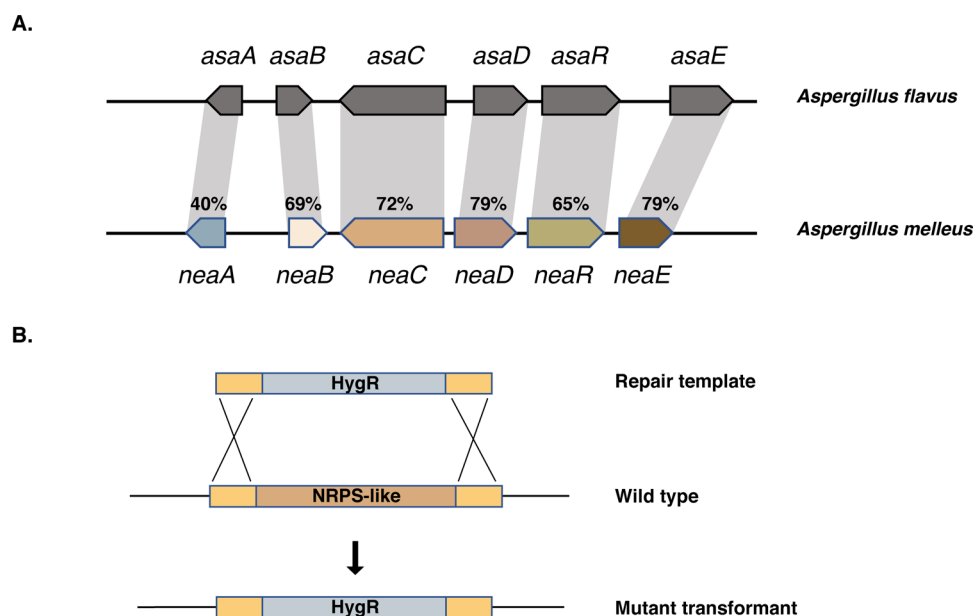 A.
asaA asaB asaC asaD asaR asaE
Aspergillus flavus
40% 69% 72% 79% 65% 79%
Aspergillus melleus
neaA neaB neaC neaD neaR neaE
B.
HygR Repair template
NRPS-like Wild type
HygR Mutant transformant